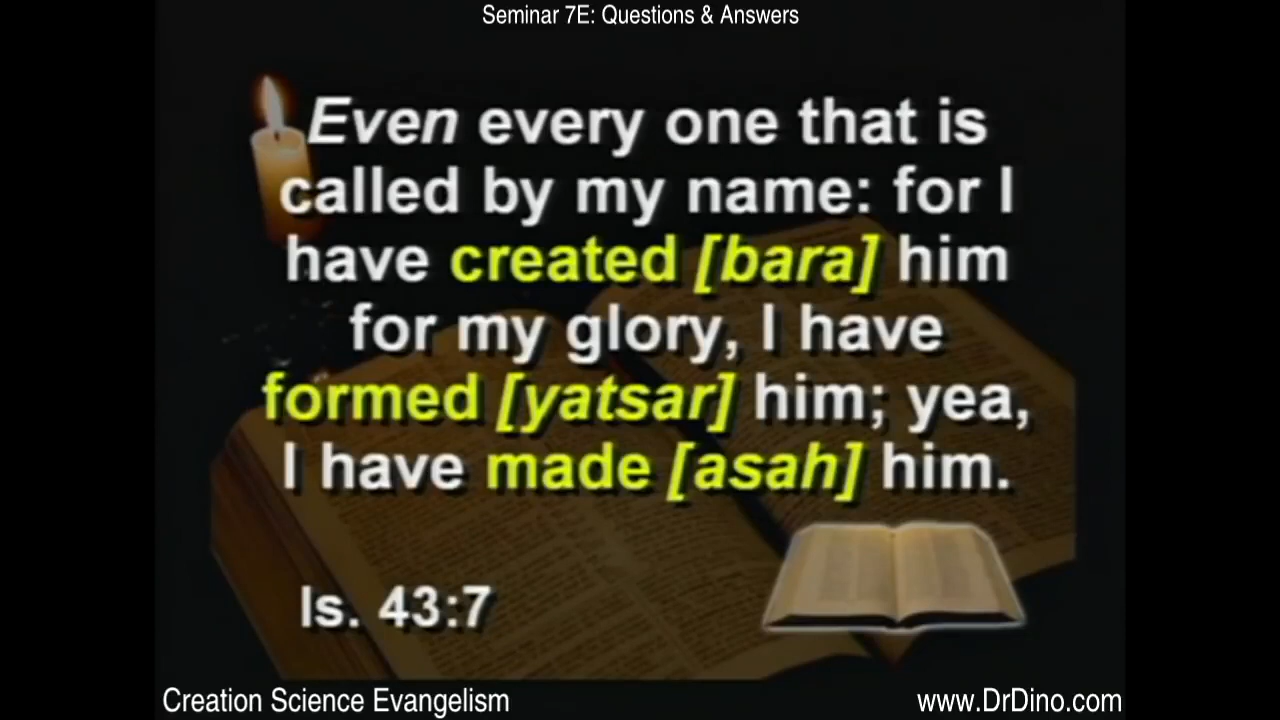 Seminar 7E: Questions & Answers
Even every one that is
called by my name: for I
have created [bara] him
for my glory, I have
formed [yatsar] him; yea,
I have made [asah] him.
Is. 43:7
Creation Science Evangelism
www.DrDino.com